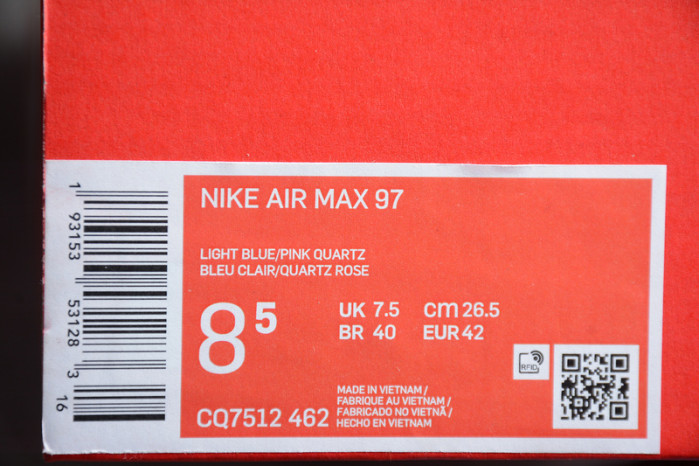 NIKE AIR MAX 97
LIGHT BLUE/PINK QUARTZ
BLEU CLAIR/QUARTZ ROSE
8⁵
UK 7.5 cm 26.5
BR 40 EUR 42
RFID
MADE IN VIETNAM /
FABRIQUE AU VIETNAM /
FABRICADO NO VIETNÃ /
HECHO EN VIETNAM
CQ7512 462
1 93153 53128 3 16